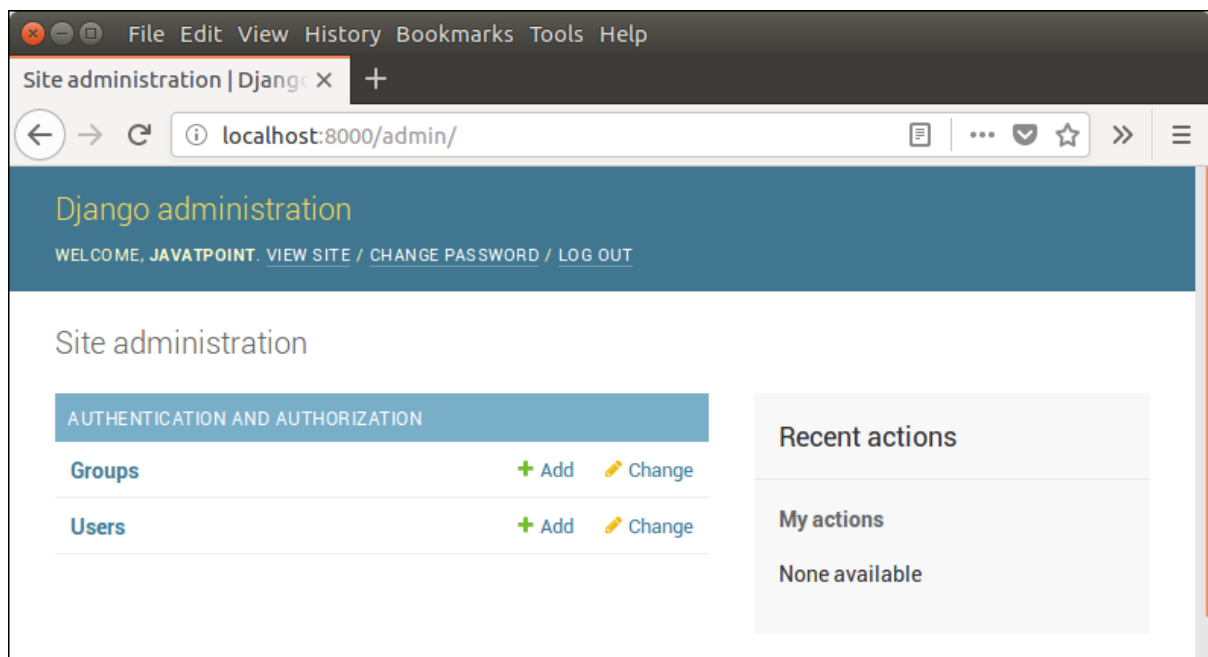 File Edit View History Bookmarks Tools Help
Site administration | Djang
localhost:8000/admin/
Django administration
WELCOME, JAVATPOINT. VIEW SITE / CHANGE PASSWORD / LOG OUT
Site administration
AUTHENTICATION AND AUTHORIZATION
Groups Add Change
Users Add Change
Recent actions
My actions
None available